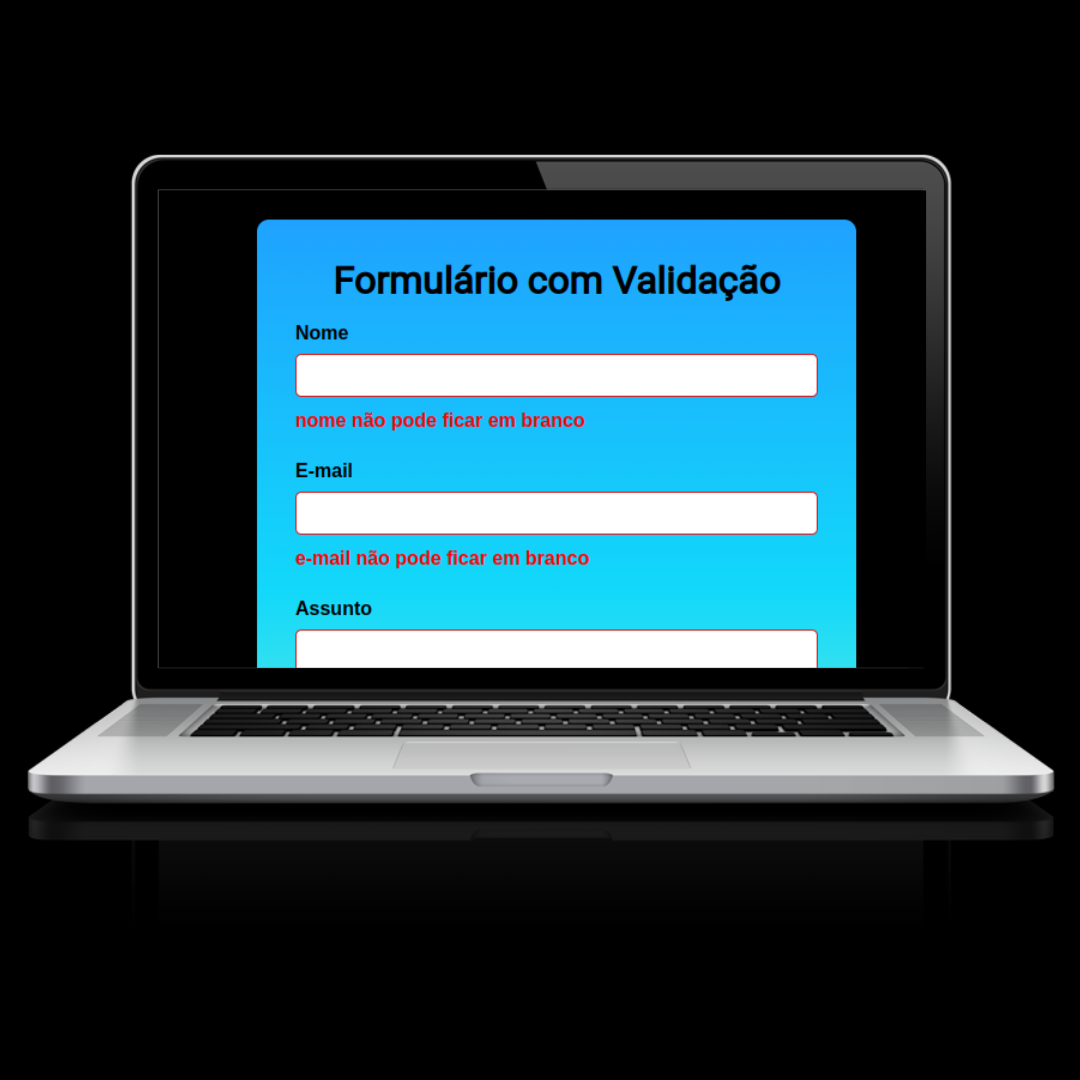 Formulário com Validação
Nome
nome não pode ficar em branco
E-mail
e-mail não pode ficar em branco
Assunto